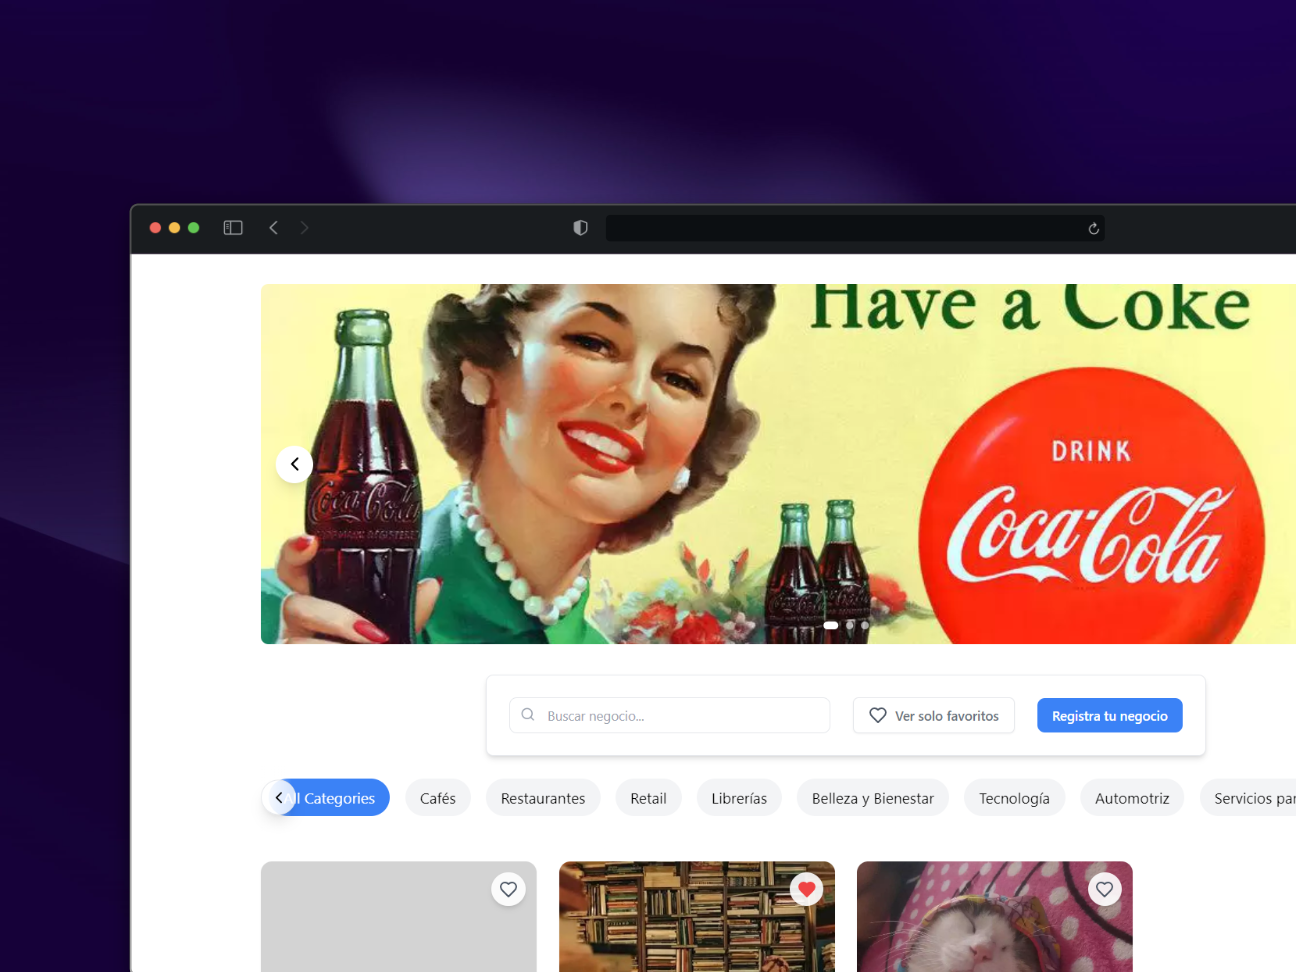 Have a Coke
Coca-Cola
DRINK
Coca-Cola
Buscar negocio...
Ver solo favoritos
Registra tu negocio
All Categories
Cafés
Restaurantes
Retail
Librerías
Belleza y Bienestar
Tecnología
Automotriz
Servicios par